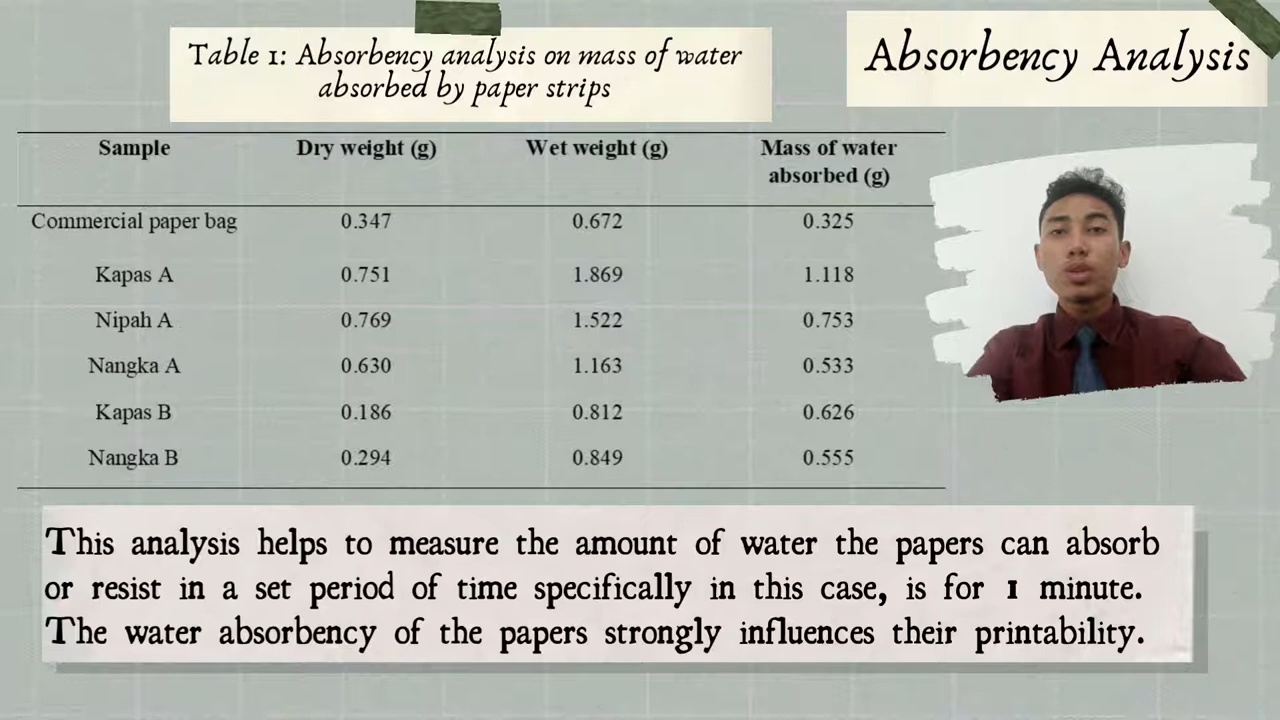 Table 1: Absorbency analysis on mass of water
absorbed by paper strips
Absorbency Analysis
Sample Dry weight (g) Wet weight (g) Mass of water
absorbed (g)
Commercial paper bag 0.347 0.672 0.325
Kapas A 0.751 1.869 1.118
Nipah A 0.769 1.522 0.753
Nangka A 0.630 1.163 0.533
Kapas B 0.186 0.812 0.626
Nangka B 0.294 0.849 0.555
This analysis helps to measure the amount of water the papers can absorb
or resist in a set period of time specifically in this case, is for 1 minute.
The water absorbency of the papers strongly influences their printability.